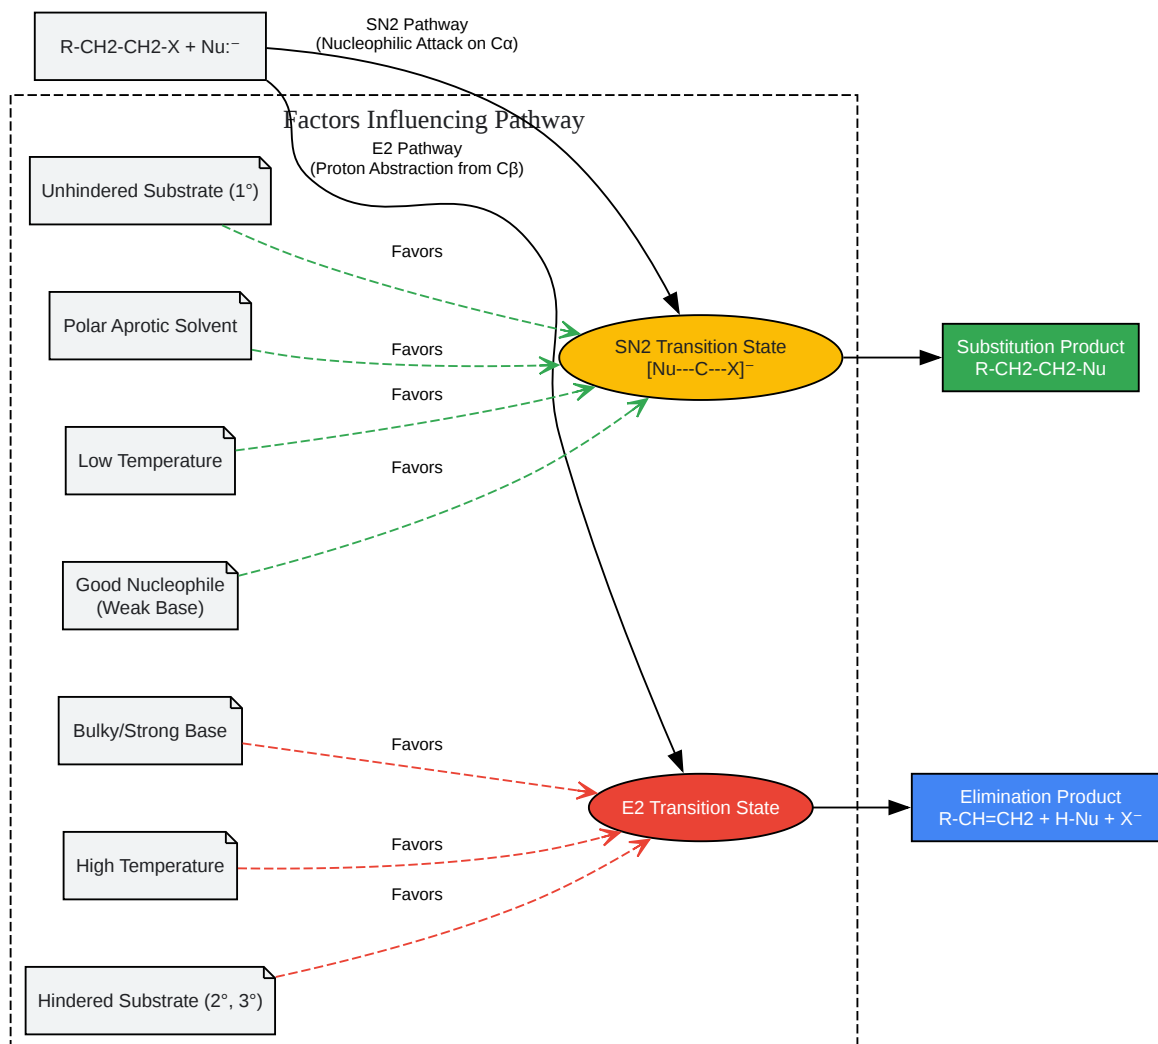 R-CH2-CH2-X + Nu:⁻
SN2 Pathway
(Nucleophilic Attack on Cα)
Factors Influencing Pathway
E2 Pathway
(Proton Abstraction from Cβ)
Unhindered Substrate (1°)
Favors
Polar Aprotic Solvent
Favors
SN2 Transition State
[Nu---C---X]⁻
Substitution Product
R-CH2-CH2-Nu
Favors
Low Temperature
Favors
Good Nucleophile
(Weak Base)
Bulky/Strong Base
Favors
E2 Transition State
Elimination Product
R-CH=CH2 + H-Nu + X⁻
High Temperature
Favors
Favors
Hindered Substrate (2°, 3°)